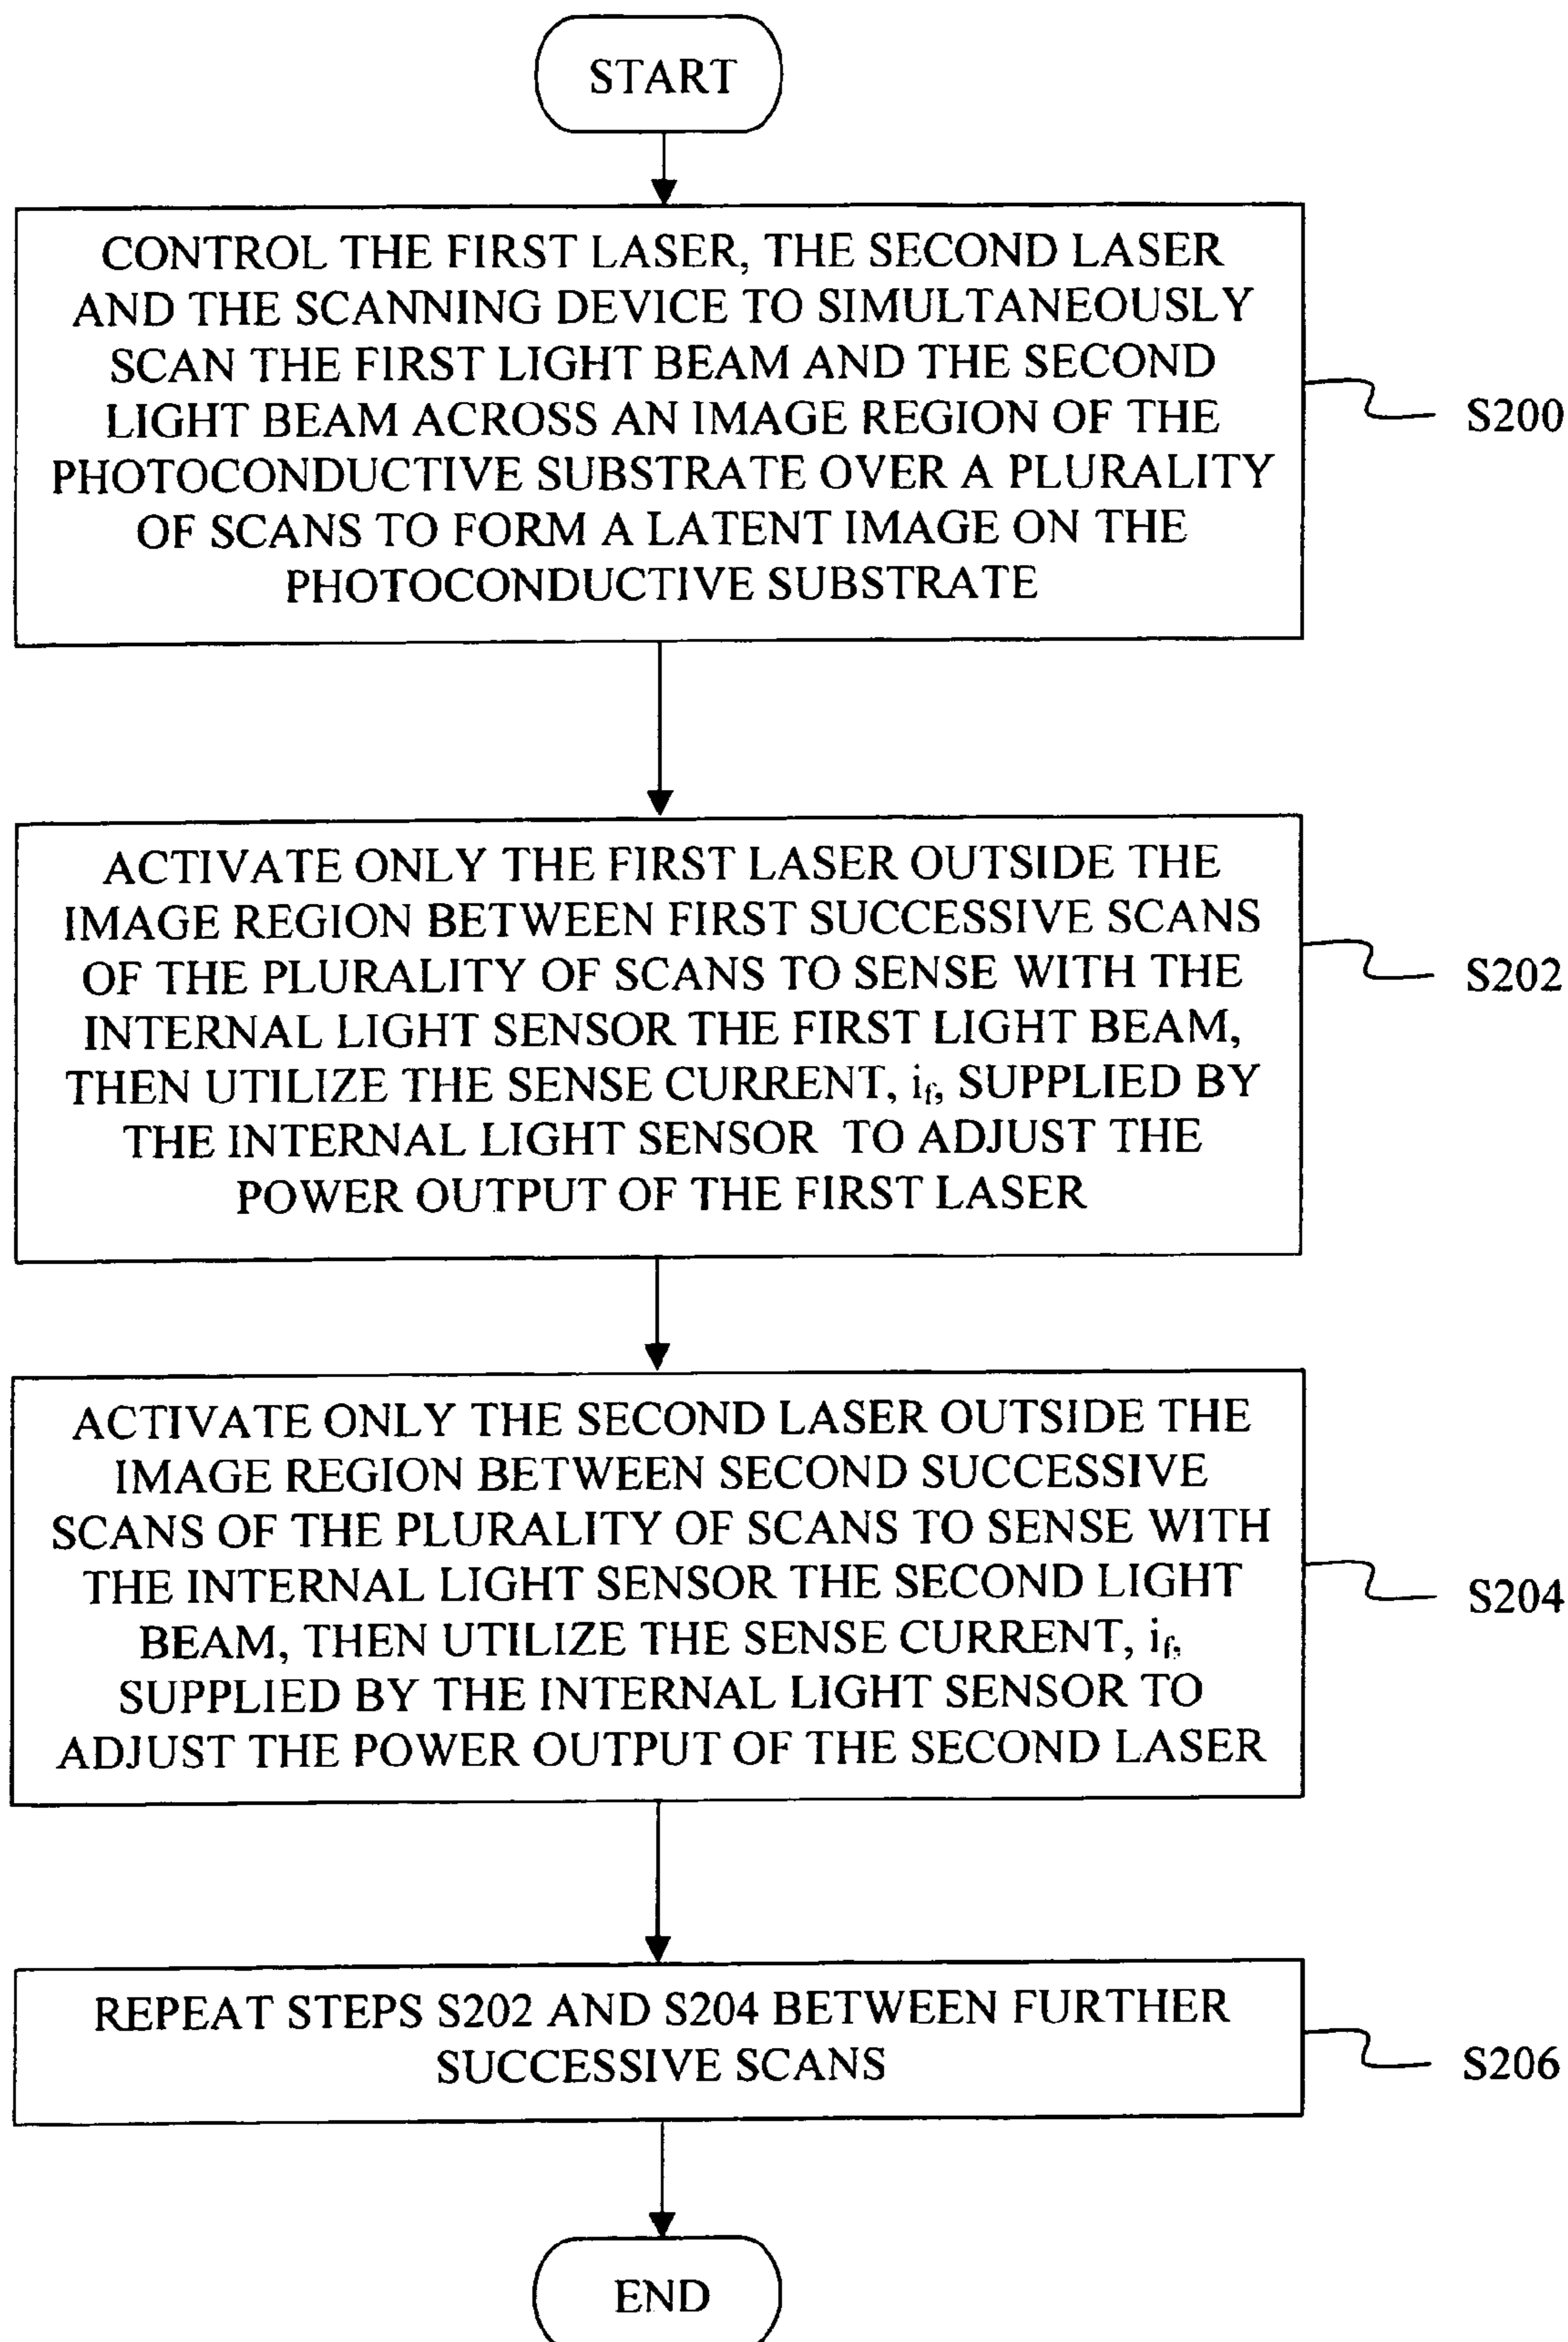 START
CONTROL THE FIRST LASER, THE SECOND LASER
AND THE SCANNING DEVICE TO SIMULTANEOUSLY
SCAN THE FIRST LIGHT BEAM AND THE SECOND
LIGHT BEAM ACROSS AN IMAGE REGION OF THE
PHOTOCONDUCTIVE SUBSTRATE OVER A PLURALITY
OF SCANS TO FORM A LATENT IMAGE ON THE
PHOTOCONDUCTIVE SUBSTRATE
S200
ACTIVATE ONLY THE FIRST LASER OUTSIDE THE
IMAGE REGION BETWEEN FIRST SUCCESSIVE SCANS
OF THE PLURALITY OF SCANS TO SENSE WITH THE
INTERNAL LIGHT SENSOR THE FIRST LIGHT BEAM,
THEN UTILIZE THE SENSE CURRENT, if, SUPPLIED BY
THE INTERNAL LIGHT SENSOR TO ADJUST THE
POWER OUTPUT OF THE FIRST LASER
S202
ACTIVATE ONLY THE SECOND LASER OUTSIDE THE
IMAGE REGION BETWEEN SECOND SUCCESSIVE
SCANS OF THE PLURALITY OF SCANS TO SENSE WITH
THE INTERNAL LIGHT SENSOR THE SECOND LIGHT
BEAM, THEN UTILIZE THE SENSE CURRENT, if,
SUPPLIED BY THE INTERNAL LIGHT SENSOR TO
ADJUST THE POWER OUTPUT OF THE SECOND LASER
S204
REPEAT STEPS S202 AND S204 BETWEEN FURTHER
SUCCESSIVE SCANS
S206
END